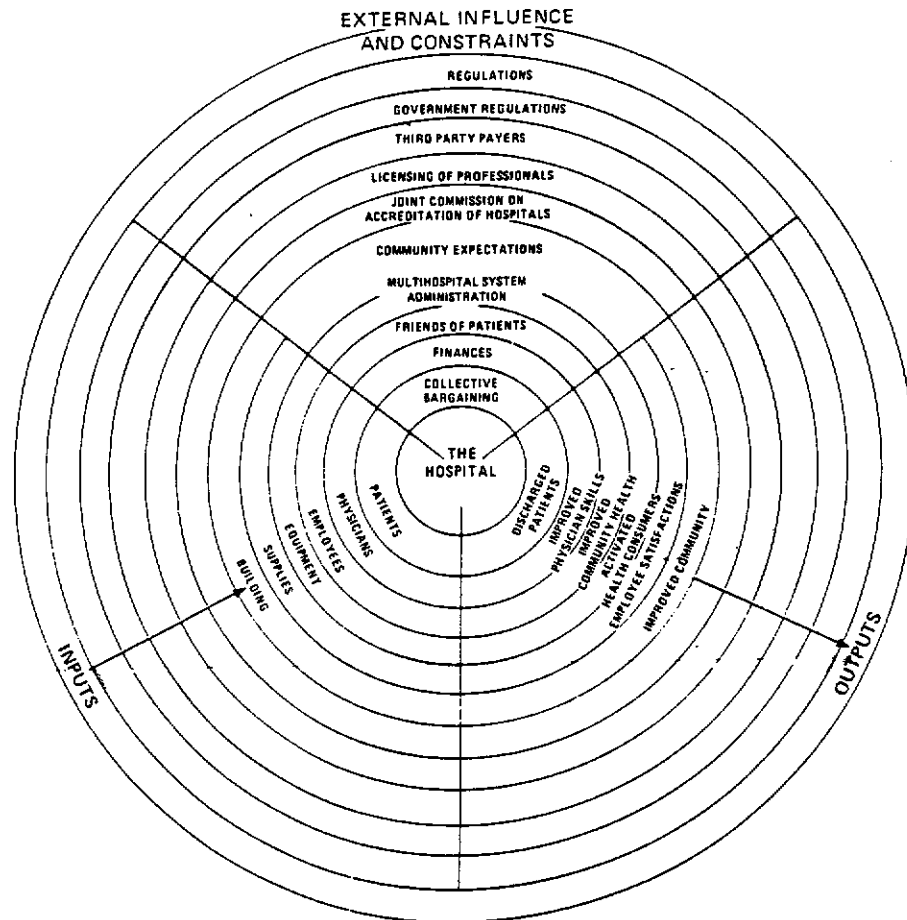 EXTERNAL INFLUENCE
AND CONSTRAINTS
REGULATIONS
GOVERNMENT REGULATIONS
THIRD PARTY PAYERS
LICENSING OF PROFESSIONALS
JOINT COMMISSION ON
ACCREDITATION OF HOSPITALS
COMMUNITY EXPECTATIONS
MULTIHOSPITAL SYSTEM
ADMINISTRATION
FRIENDS OF PATIENTS
FINANCES
COLLECTIVE
BARGAINING
THE
HOSPITAL
PATIENTS
PHYSICIANS
EMPLOYEES
EQUIPMENT
SUPPLIES
BUILDING
INPUTS
DISCHARGED
PATIENTS
IMPROVED
PHYSICIAN SKILLS
IMPROVED
COMMUNITY HEALTH
ACTIVATED
HEALTH CONSUMERS
EMPLOYEE SATISFACTIONS
IMPROVED COMMUNITY
OUTPUTS